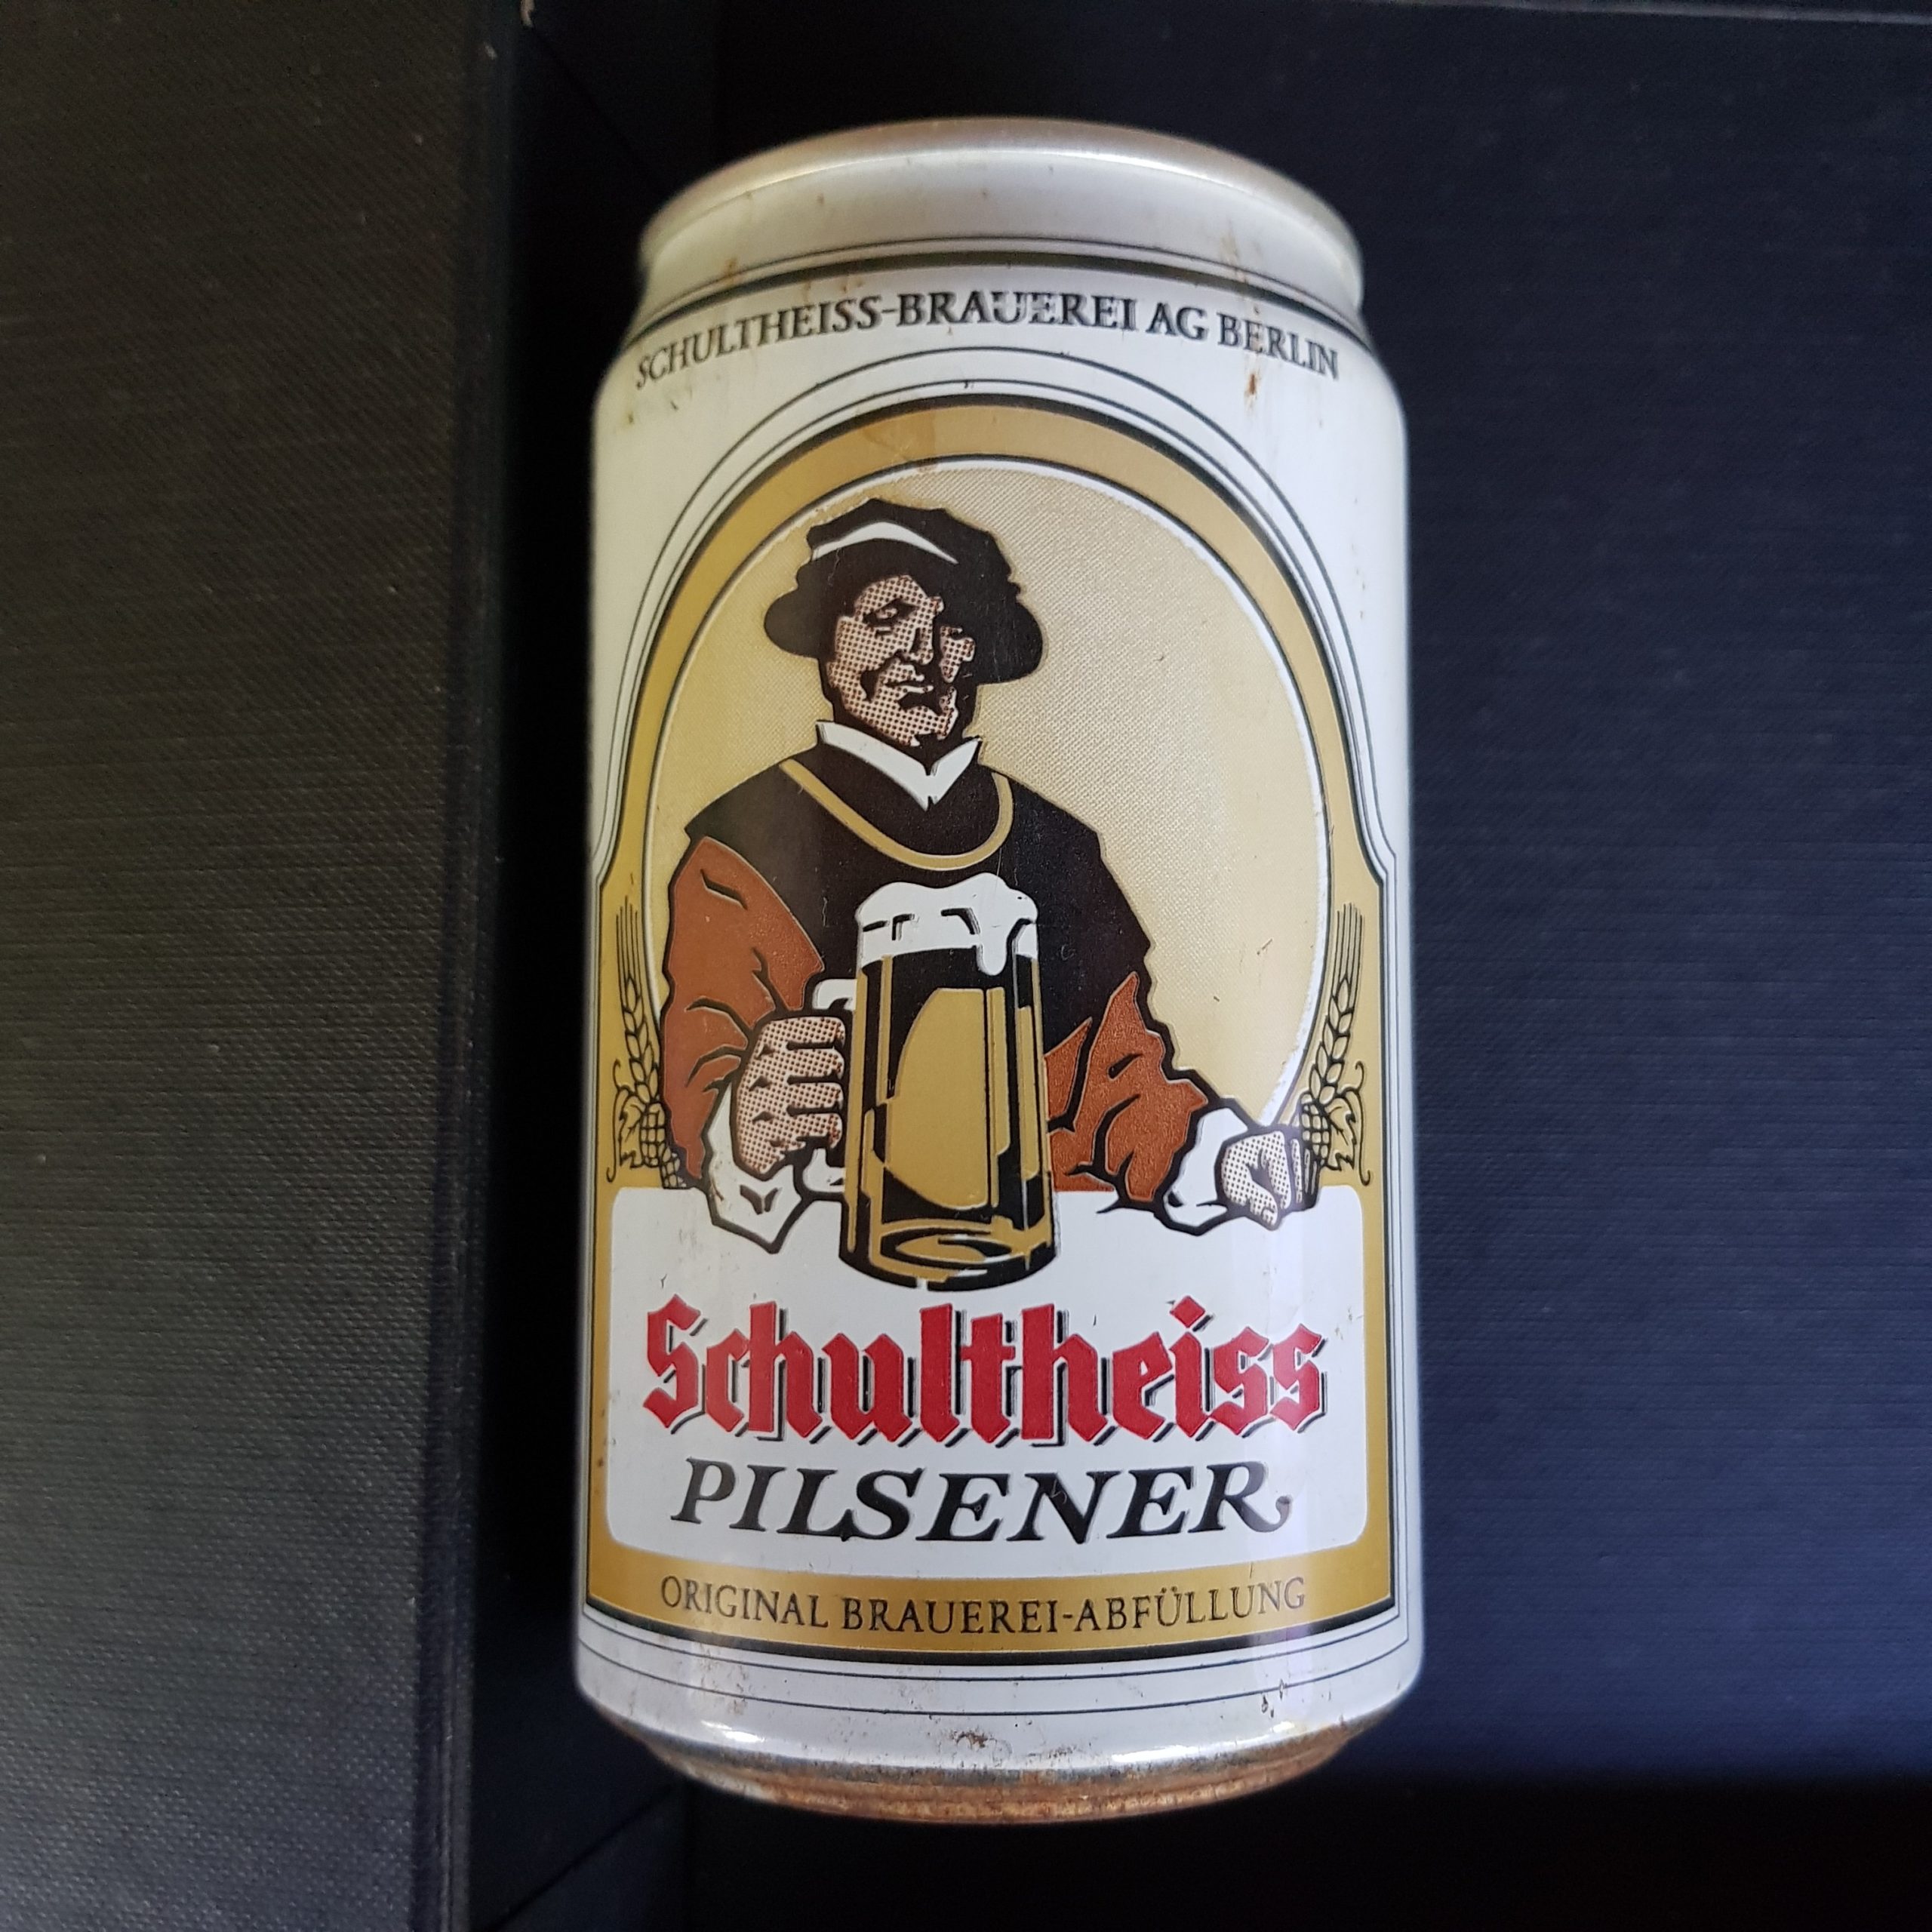 SCHULTHEISS-BRAUEREI AG BERLIN
Schultheiss
PILSENER
ORIGINAL BRAUEREI-ABFÜLLUNG